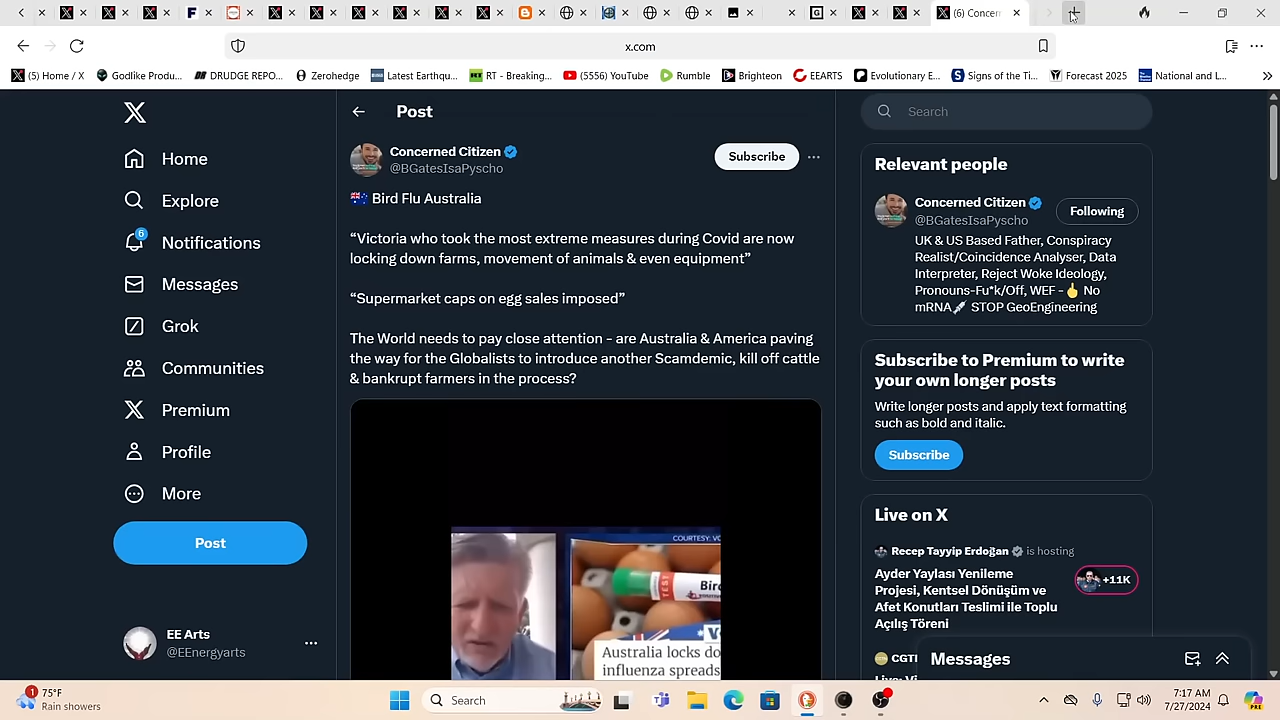 (6) Concern
x.com
(5) Home / X
Godlike Produ...
DRUDGE REPO...
Zerohedge
Latest Earthqu...
RT - Breaking...
(5556) YouTube
Rumble
Brighteon
EEARTS
Evolutionary E...
Signs of the Ti...
Forecast 2025
National and L...
Post
Search
Home
Explore
6
Notifications
Messages
Grok
Communities
Premium
Profile
More
Post
EE Arts
@EEnergyarts
Concerned Citizen
@BGatesIsaPyscho
Subscribe
🇦🇺 Bird Flu Australia
“Victoria who took the most extreme measures during Covid are now
locking down farms, movement of animals & even equipment”
“Supermarket caps on egg sales imposed”
The World needs to pay close attention - are Australia & America paving
the way for the Globalists to introduce another Scamdemic, kill off cattle
& bankrupt farmers in the process?
COURTESY: VO
TEST
Bird
Australia locks do
influenza spreads
Relevant people
Concerned Citizen
@BGatesIsaPyscho
Following
UK & US Based Father, Conspiracy
Realist/Coincidence Analyser, Data
Interpreter, Reject Woke Ideology,
Pronouns-Fu*k/Off, WEF -🖕 No
mRNA💉 STOP GeoEngineering
Subscribe to Premium to write
your own longer posts
Write longer posts and apply text formatting
such as bold and italic.
Subscribe
Live on X
Recep Tayyip Erdoğan is hosting
Ayder Yaylası Yenileme
Projesi, Kentsel Dönüşüm ve
Afet Konutları Teslimi ile Toplu
Açılış Töreni
+11K
CGT
Messages
1
75°F
Rain showers
Search
7:17 AM
7/27/2024
PRE